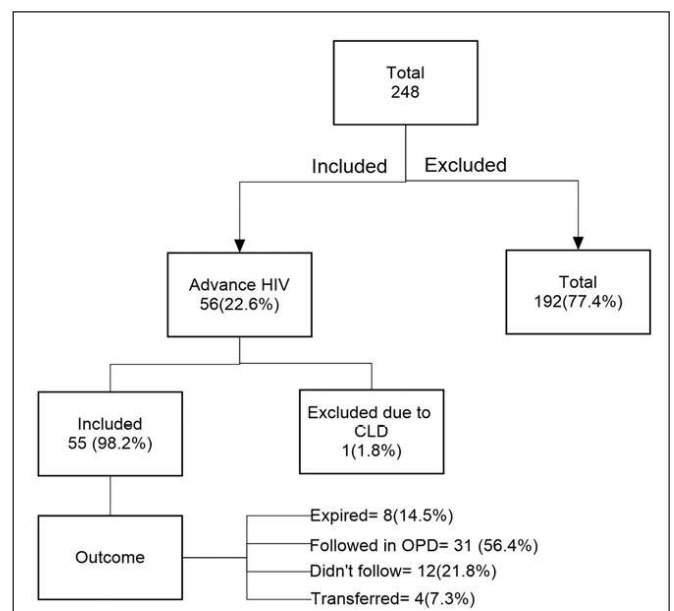 Total
248
Included
Excluded
Advance HIV
56(22.6%)
Total
192(77.4%)
Included
55 (98.2%)
Excluded due to
CLD
1(1.8%)
Outcome
Expired= 8(14.5%)
Followed in OPD= 31 (56.4%)
Didn't follow= 12(21.8%)
Transferred= 4(7.3%)